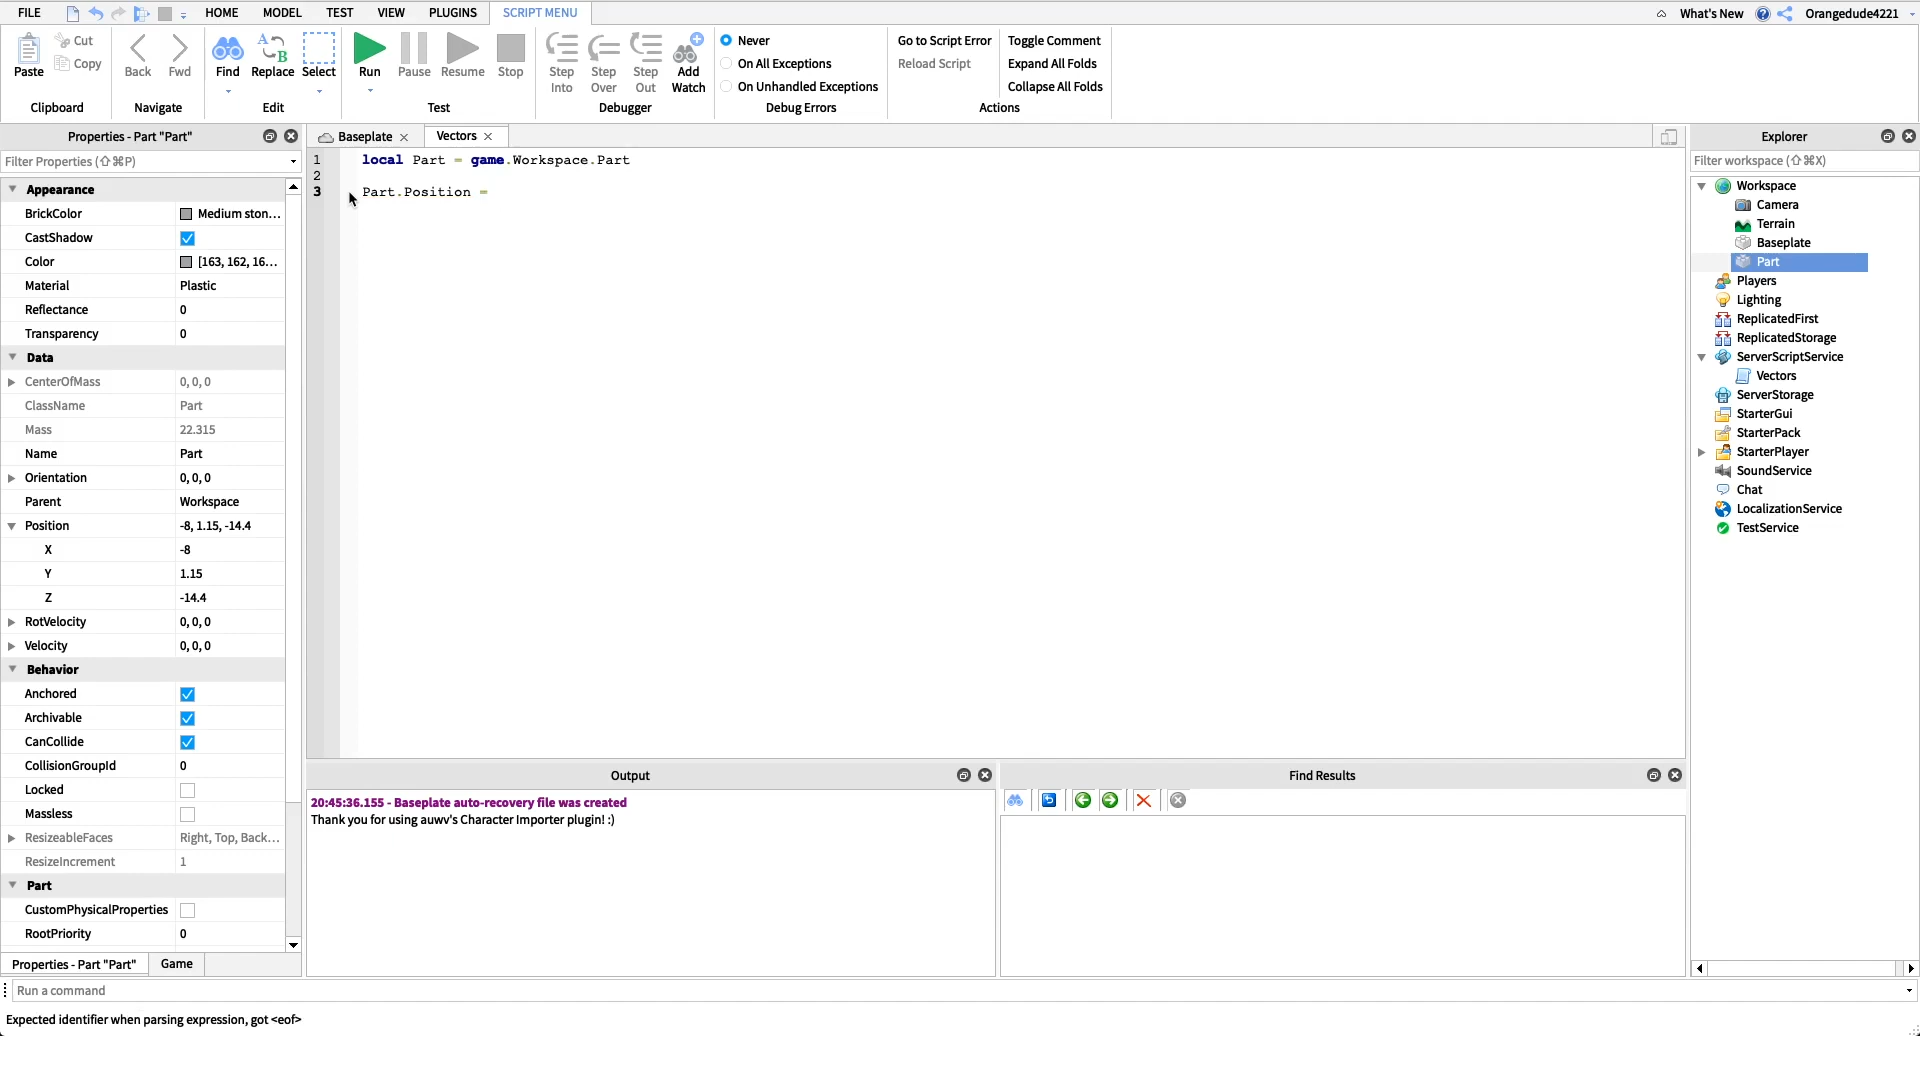 FILE HOME MODEL TEST VIEW PLUGINS SCRIPT MENU What's New Orangedude4221
Paste Cut Copy Back Fwd Find Replace Select Run Pause Resume Stop Step Into Step Over Step Out Add Watch
Never Go to Script Error Toggle Comment
On All Exceptions Reload Script Expand All Folds
On Unhandled Exceptions Collapse All Folds
Clipboard Navigate Edit Test Debugger Debug Errors Actions
Properties - Part "Part"
Filter Properties (⇧⌘P)
Appearance
BrickColor Medium ston...
CastShadow
Color [163, 162, 16...
Material Plastic
Reflectance 0
Transparency 0
Data
CenterOfMass 0, 0, 0
ClassName Part
Mass 22.315
Name Part
Orientation 0, 0, 0
Parent Workspace
Position -8, 1.15, -14.4
X -8
Y 1.15
Z -14.4
RotVelocity 0, 0, 0
Velocity 0, 0, 0
Behavior
Anchored
Archivable
CanCollide
CollisionGroupId 0
Locked
Massless
ResizeableFaces Right, Top, Back...
ResizeIncrement 1
Part
CustomPhysicalProperties
RootPriority 0
Properties - Part "Part" Game
Baseplate Vectors
1 local Part = game.Workspace.Part
2
3 Part.Position =
Output
20:45:36.155 - Baseplate auto-recovery file was created
Thank you for using auwv's Character Importer plugin! :)
Find Results
Explorer
Filter workspace (⇧⌘X)
Workspace
Camera
Terrain
Baseplate
Part
Players
Lighting
ReplicatedFirst
ReplicatedStorage
ServerScriptService
Vectors
ServerStorage
StarterGui
StarterPack
StarterPlayer
SoundService
Chat
LocalizationService
TestService
Run a command
Expected identifier when parsing expression, got <eof>